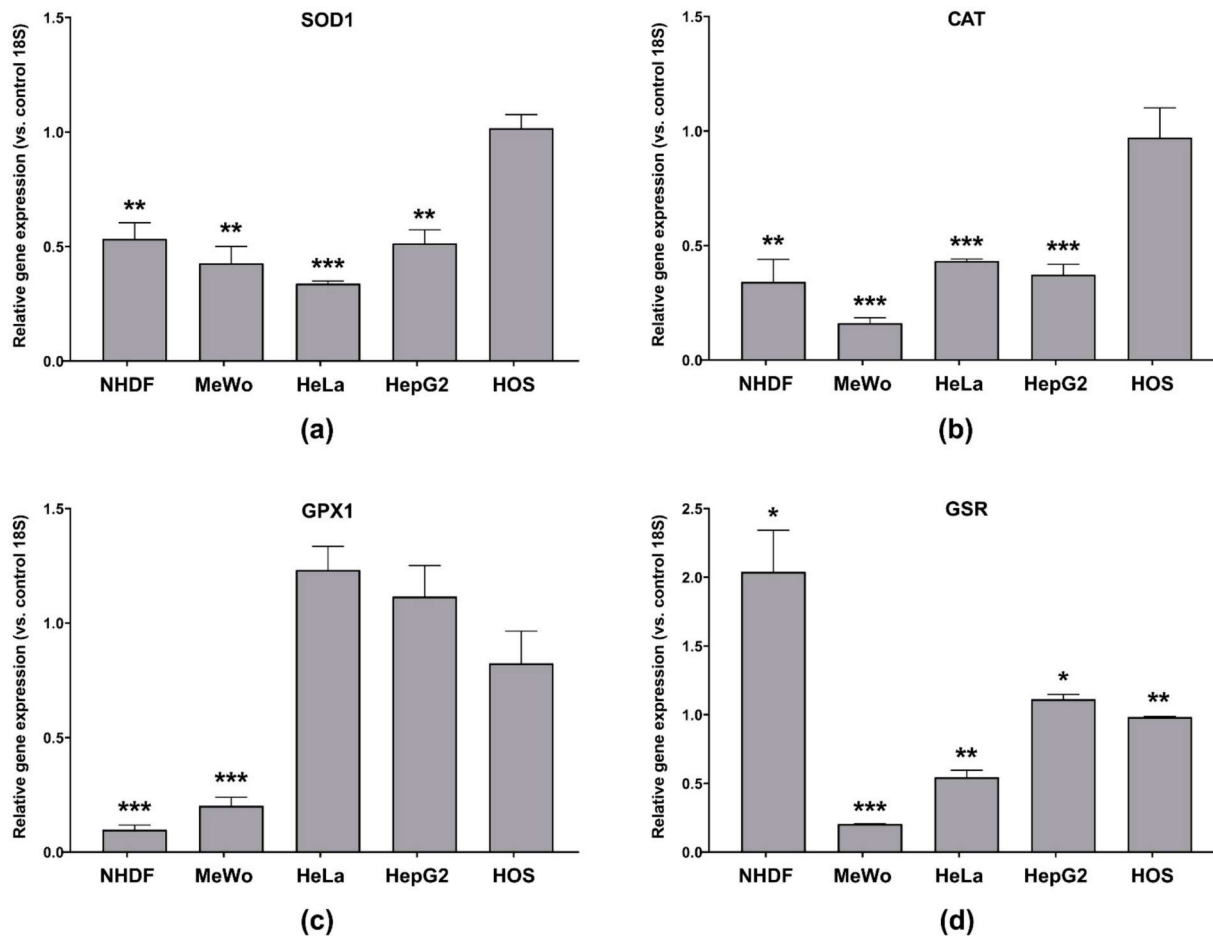 SOD1
Relative gene expression (vs. control 18S)
1.5
1.0
0.5
0.0
**
**
***
**
NHDF MeWo HeLa HepG2 HOS
(a)
CAT
Relative gene expression (vs. control 18S)
1.5
1.0
0.5
0.0
**
***
***
***
NHDF MeWo HeLa HepG2 HOS
(b)
GPX1
Relative gene expression (vs. control 18S)
1.5
1.0
0.5
0.0
***
***
NHDF MeWo HeLa HepG2 HOS
(c)
GSR
Relative gene expression (vs. control 18S)
2.5
2.0
1.5
1.0
0.5
0.0
*
***
**
*
**
NHDF MeWo HeLa HepG2 HOS
(d)